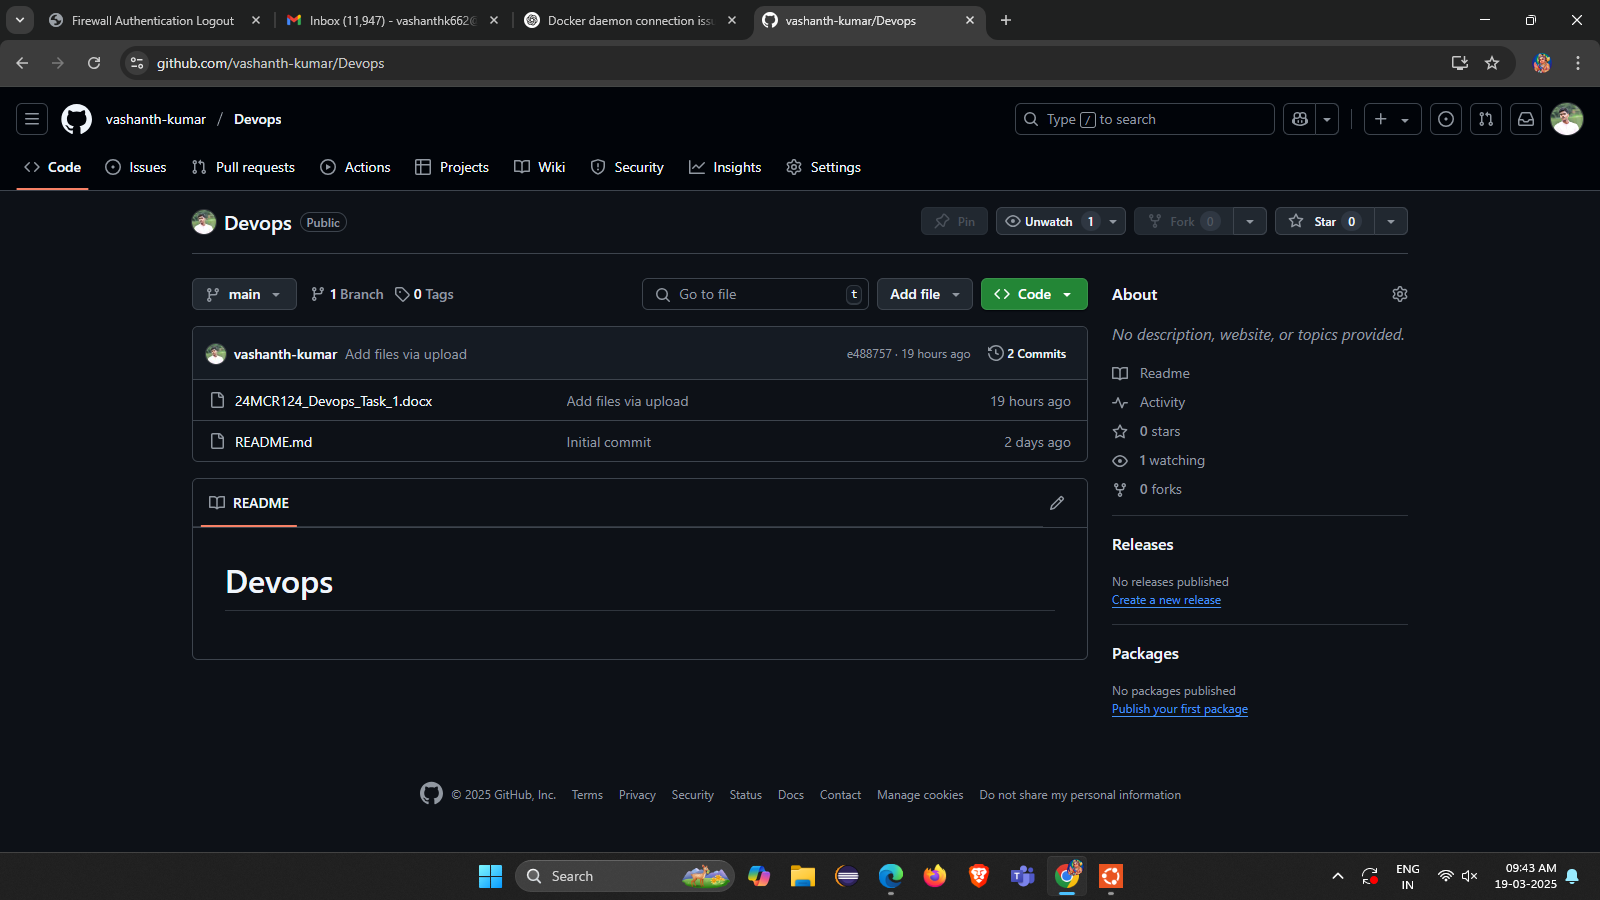 Firewall Authentication Logout
Inbox (11,947) - vashanthk662@
Docker daemon connection issu
vashanth-kumar/Devops
github.com/vashanth-kumar/Devops
vashanth-kumar / Devops
Type / to search
Code
Issues
Pull requests
Actions
Projects
Wiki
Security
Insights
Settings
Devops Public
Pin
Unwatch 1
Fork 0
Star 0
main
1 Branch
0 Tags
Go to file t
Add file
Code
vashanth-kumar Add files via upload
e488757 · 19 hours ago
2 Commits
24MCR124_Devops_Task_1.docx Add files via upload 19 hours ago
README.md Initial commit 2 days ago
README
Devops
About
No description, website, or topics provided.
Readme
Activity
0 stars
1 watching
0 forks
Releases
No releases published
Create a new release
Packages
No packages published
Publish your first package
© 2025 GitHub, Inc. Terms Privacy Security Status Docs Contact Manage cookies Do not share my personal information
Search
ENG
IN
09:43 AM
19-03-2025